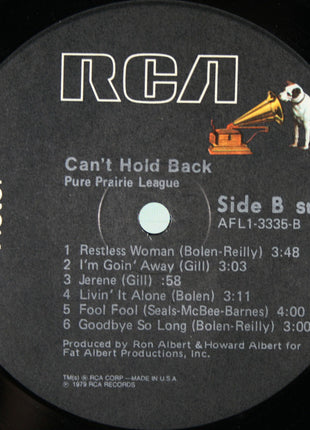 RCA
Can't Hold Back
Pure Prairie League
Side B
AFL1-3335-B
1 Restless Woman (Bolen-Reilly) 3:48
2 I'm Goin' Away (Gill) 3:03
3 Jerene (Gill) :58
4 Livin' It Alone (Bolen) 3:11
5 Fool Fool (Seals-McBee-Barnes) 4:00
6 Goodbye So Long (Bolen-Reilly) 3:00
Produced by Ron Albert & Howard Albert for
Fat Albert Productions, Inc.
TM(s) ® RCA CORP—MADE IN U.S.A.
℗ 1979 RCA RECORDS